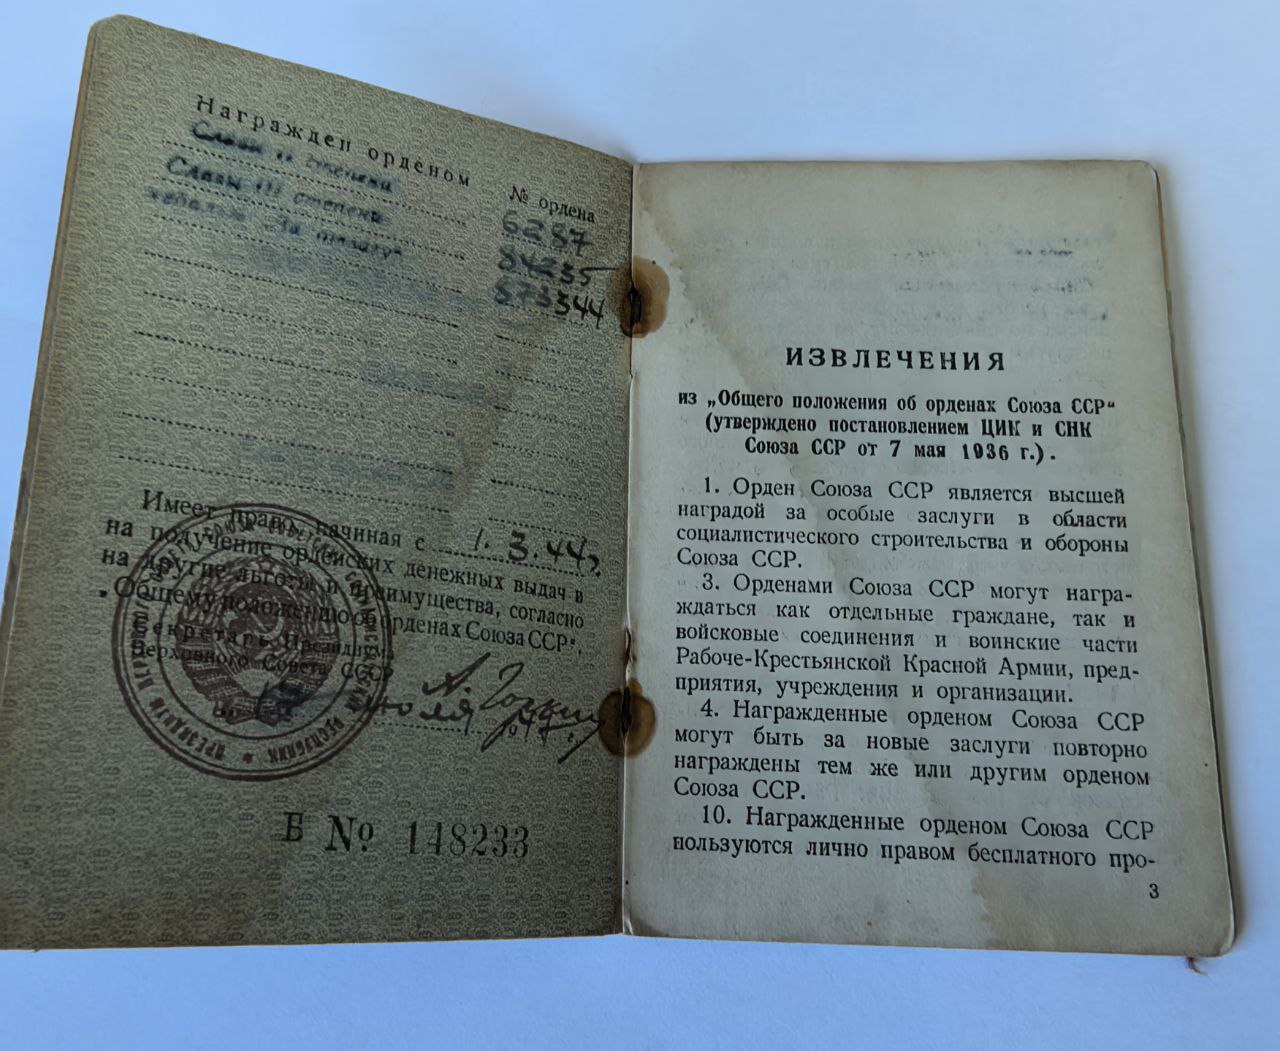 Награжден орденом
№ ордена
Славы II степени
6287
Славы III степени
84235
медалью "За отвагу"
573344
Имеет право, начиная с 1.3.44г.
на получение орденских денежных выдач и
на другие льготы и преимущества, согласно
„Общему положению об орденах Союза ССР“.
Секретарь Президиума
Верховного Совета СССР
А. Горкин
июля
Б № 148233
ИЗВЛЕЧЕНИЯ
из „Общего положения об орденах Союза ССР“
(утверждено постановлением ЦИК и СНК
Союза ССР от 7 мая 1936 г.).
1. Орден Союза ССР является высшей
наградой за особые заслуги в области
социалистического строительства и обороны
Союза ССР.
3. Орденами Союза ССР могут награ-
ждаться как отдельные граждане, так и
войсковые соединения и воинские части
Рабоче-Крестьянской Красной Армии, пред-
приятия, учреждения и организации.
4. Награжденные орденом Союза ССР
могут быть за новые заслуги повторно
награждены тем же или другим орденом
Союза ССР.
10. Награжденные орденом Союза ССР
пользуются лично правом бесплатного про-
3